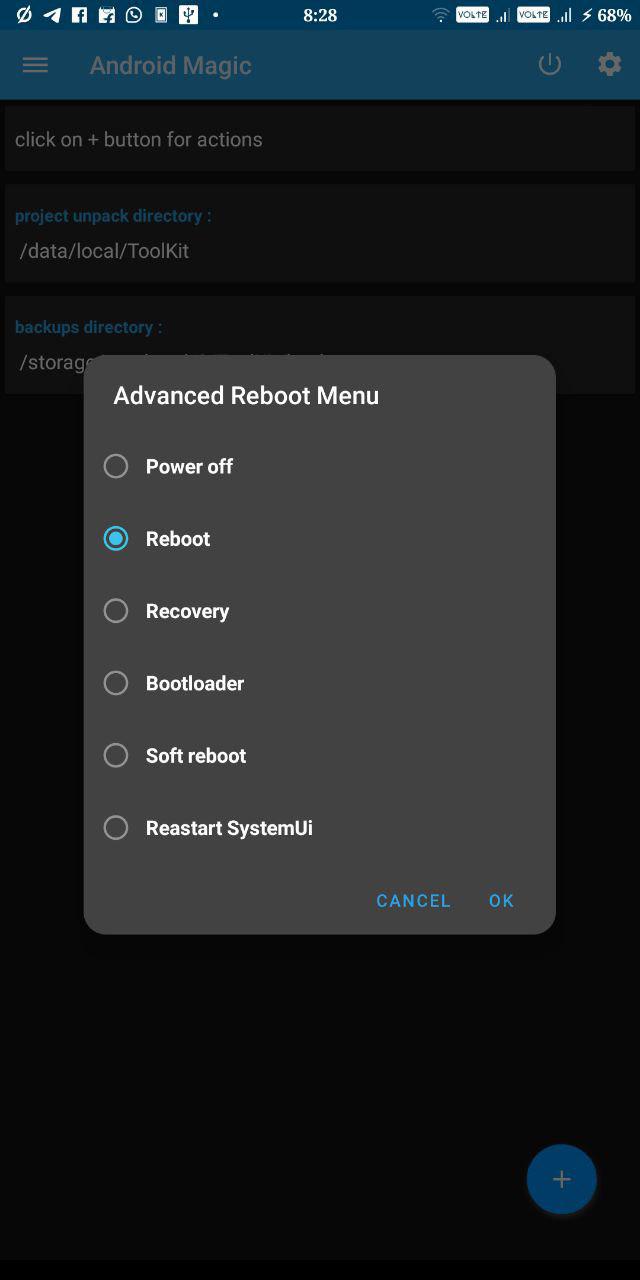 8:28 VoLTE VoLTE 68%
Android Magic
click on + button for actions
project unpack directory :
/data/local/ToolKit
backups directory :
/storage
Advanced Reboot Menu
Power off
Reboot
Recovery
Bootloader
Soft reboot
Reastart SystemUi
CANCEL OK